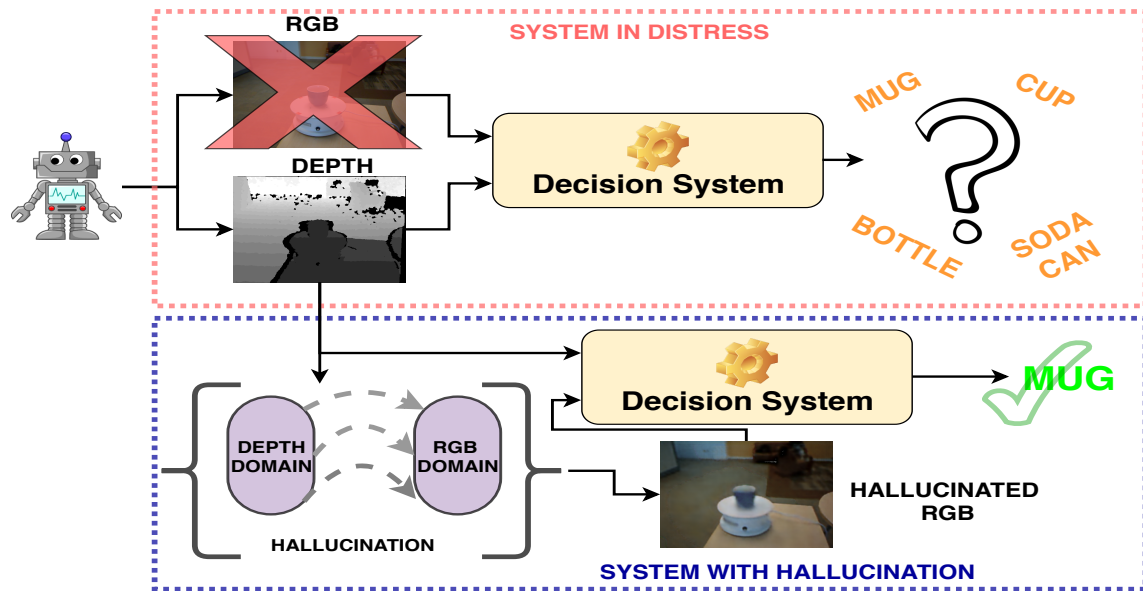 RGB
SYSTEM IN DISTRESS
DEPTH
Decision System
MUG
CUP
BOTTLE
SODA
CAN
Decision System
MUG
DEPTH
DOMAIN
RGB
DOMAIN
HALLUCINATION
HALLUCINATED
RGB
SYSTEM WITH HALLUCINATION